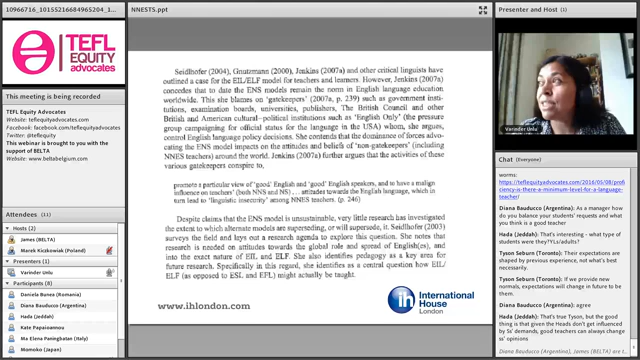 10966716_10155216684965204_10...
NNESTS.ppt
Presenter and Host (1)
TEFL EQUITY
ADVOCATES
This meeting is being recorded
TEFL Equity Advocates
Website: www.teflequityadvocates.com
Facebook: facebook.com/teflequityadvocates
Twitter: @teflequity
This webinar is brought to you with the support
of BELTA
Website - www.beltabelgium.com
Attendees (11)
Hosts (2)
James (BELTA)
Marek Kiczkowiak (Poland)
Presenters (1)
Varinder Unlu
Participants (8)
Daniela Bunea (Romania)
Diana Bauducco (Argentina)
Hada (Jeddah)
Kate Papaioannou
Ma Elena Paningbatan (Italy)
Momoko (Japan)
Seidlhofer (2004), Gnutzmann (2000), Jenkins (2007a) and other critical linguists have
outlined a case for the EIL/ELF model for teachers and learners. However, Jenkins (2007a)
concedes that to date the ENS models remain the norm in English language education
worldwide. This she blames on 'gatekeepers' (2007a, p. 239) such as government insti-
tutions, examination boards, universities, publishers, The British Council and other
British and American cultural-political institutions such as 'English Only' (the pressure
group campaigning for official status for the language in the USA) whom, she argues,
control English language policy decisions. She contends that the dominance of forces advo-
cating the ENS model impacts on the attitudes and beliefs of 'non-gatekeepers' (including
NNES teachers) around the world. Jenkins (2007a) further argues that the activities of these
various gatekeepers conspire to,
promote a particular view of 'good' English and 'good' English speakers, and to have a malign
influence on teachers' (both NNS and NS) ... attitudes towards the English language, which in
turn lead to 'linguistic insecurity' among NNES teachers. (p. 246)
Despite claims that the ENS model is unsustainable, very little research has investigated
the extent to which alternate models are superseding, or will supersede, it. Seidlhofer
(2003) surveys the field and leys out a research agenda to explore this question. She notes
that research is needed on attitudes towards the global role and spread of English(es), and
into the exact nature of EIL and ELF. She also identifies pedagogy as a key area for
future research. Specifically in this regard, she identifies as a central question how EIL/
ELF (as opposed to ESL and EFL) might actually be taught.
www.ihlondon.com
ih
International
House
London
Varinder Unlu
Chat (Everyone)
worms:
https://teflequityadvocates.com/2016/05/08/profi
ciency-is-there-a-minimum-level-for-a-language-
teacher/
Diana Bauducco (Argentina): As a manager how
do you balance your students requests and what
you think is a good teacher
Hada (Jeddah): That's interesting. - what type of
students were they?YLs/adults?
Tyson Seburn (Toronto): Their expectations are
shaped by previous experience, not what's best
necessarily.
Tyson Seburn (Toronto): If we provide new
normals, expectations will change in future to be
them.
Diana Bauducco (Argentina): agree
Hada (Jeddah): That's true Tyson, but the good
thing is that given the Heads don't get influenced
by Ss demands, good teachers can always change
ss's opinions
Diana Bauducco (Argentina), James (BELTA) are t...